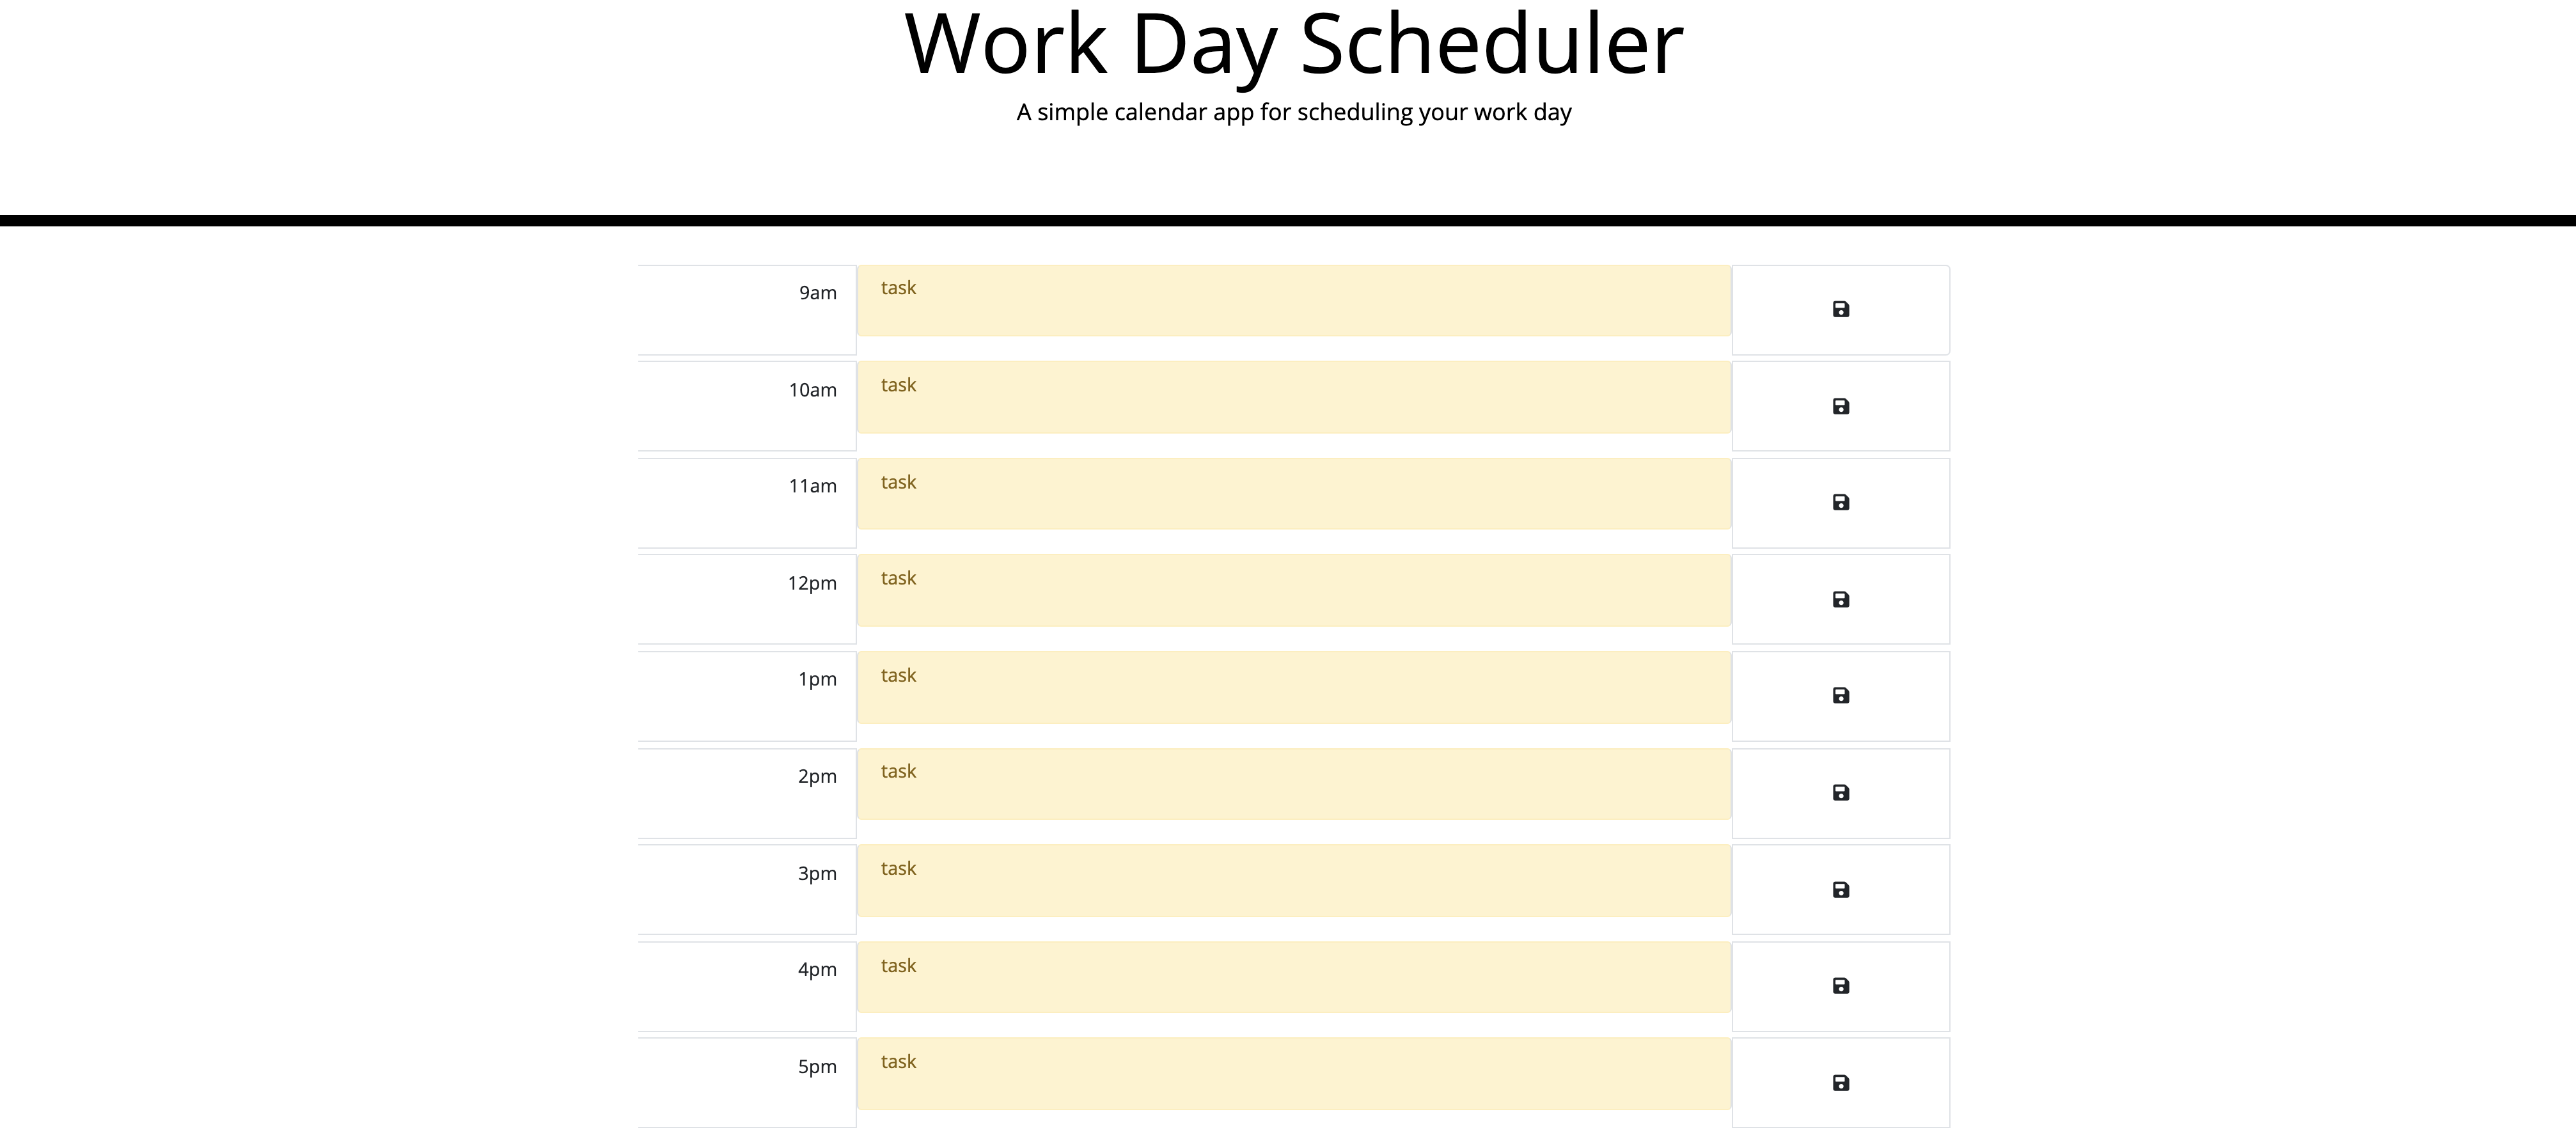 Work Day Scheduler
A simple calendar app for scheduling your work day
9am task
10am task
11am task
12pm task
1pm task
2pm task
3pm task
4pm task
5pm task